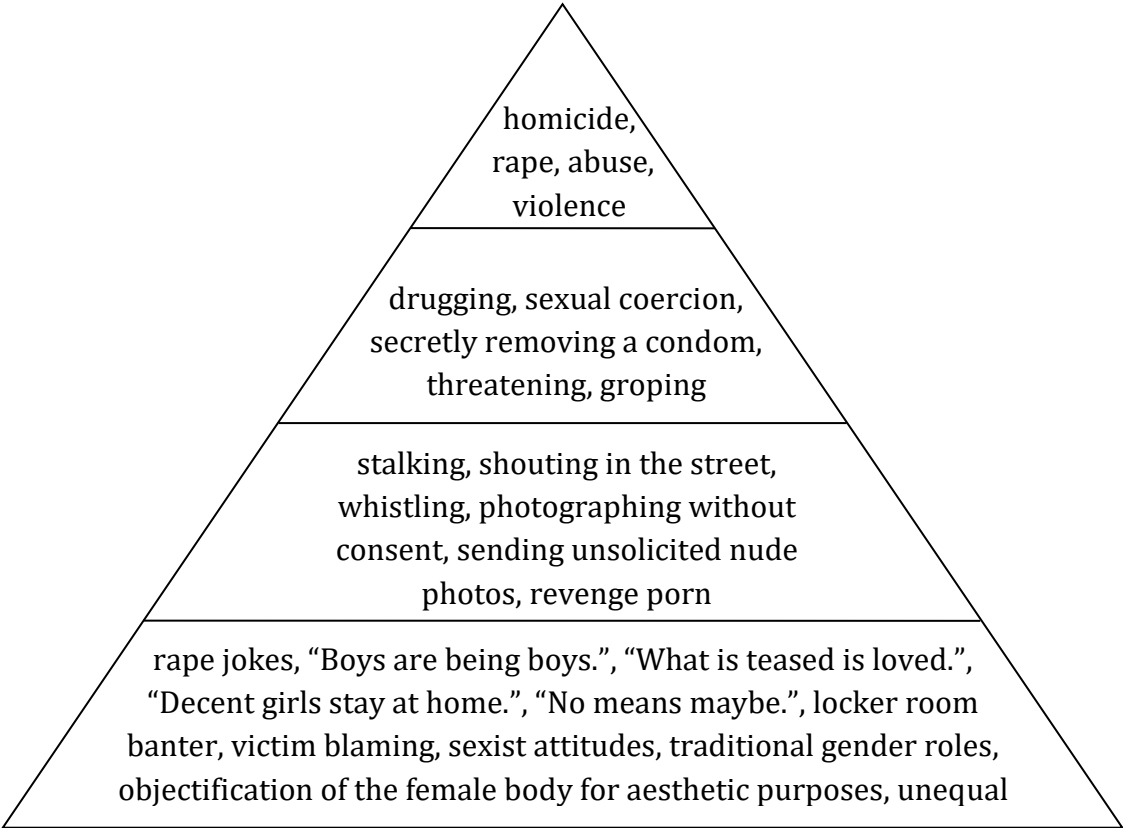 homicide,
rape, abuse,
violence
drugging, sexual coercion,
secretly removing a condom,
threatening, groping
stalking, shouting in the street,
whistling, photographing without
consent, sending unsolicited nude
photos, revenge porn
rape jokes, “Boys are being boys.”, “What is teased is loved.”,
“Decent girls stay at home.”, “No means maybe.”, locker room
banter, victim blaming, sexist attitudes, traditional gender roles,
objectification of the female body for aesthetic purposes, unequal